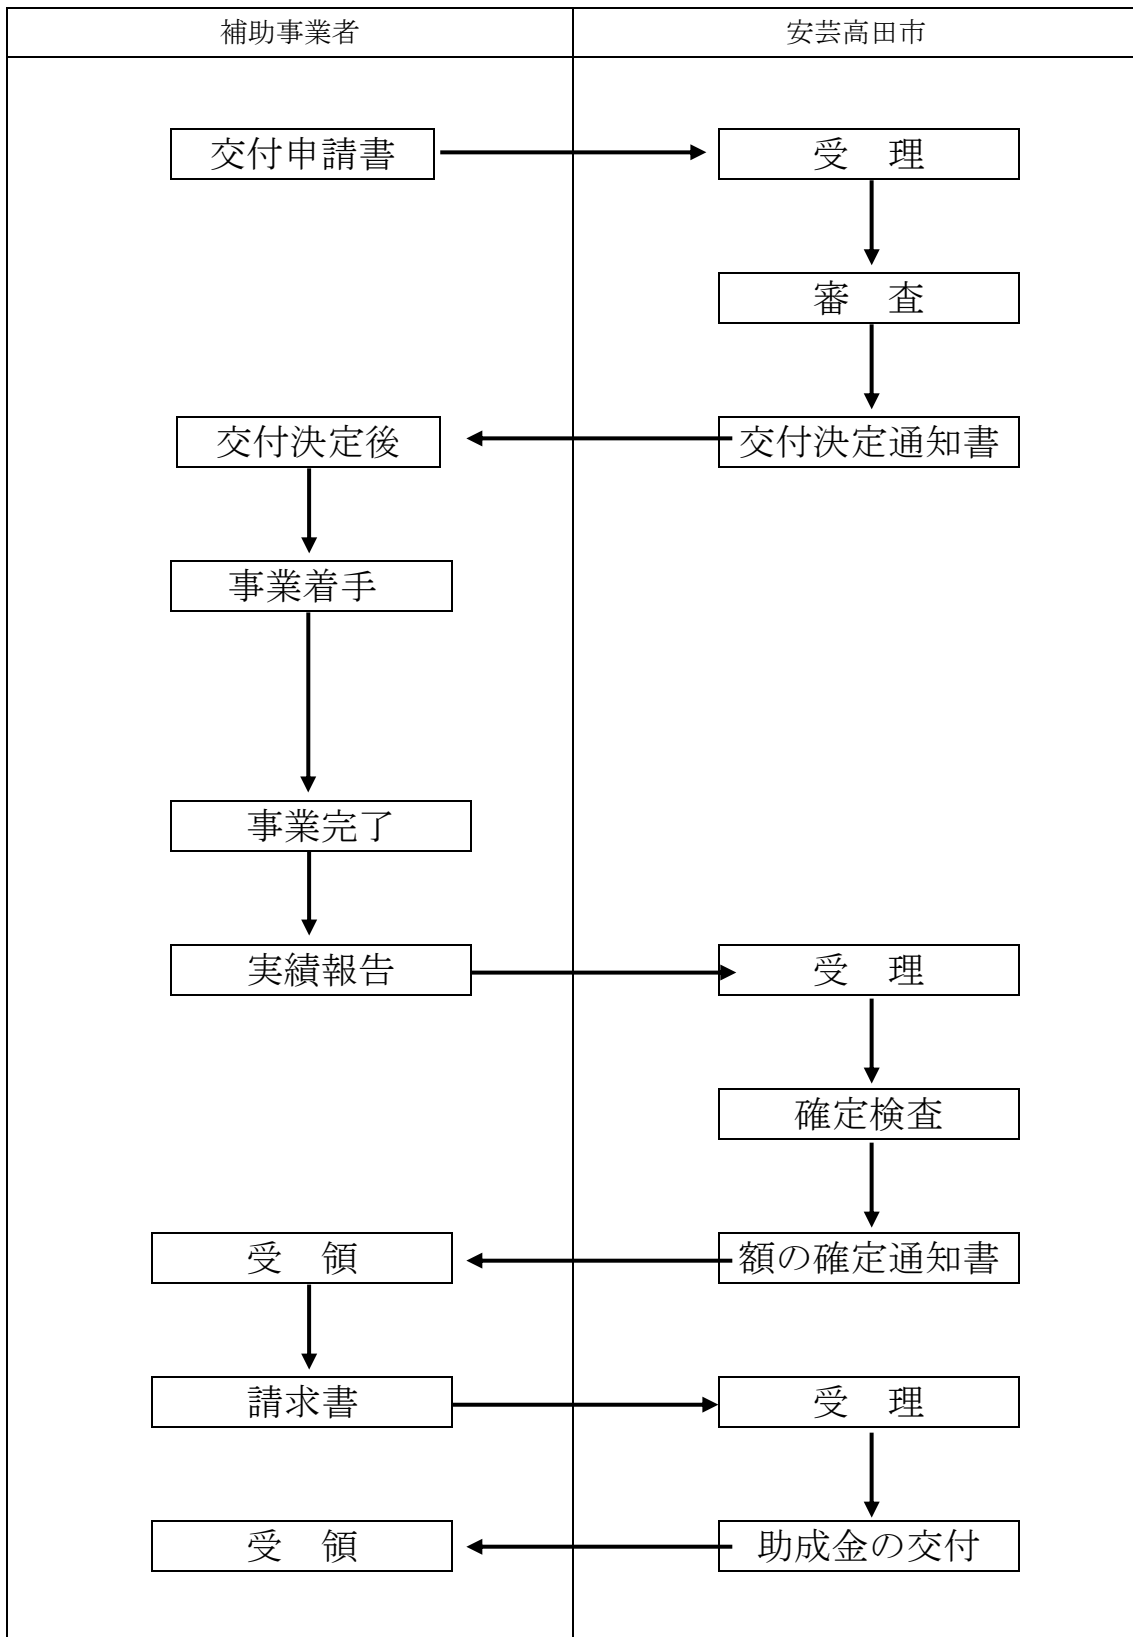 補助事業者
安芸高田市
交付申請書
受　理
審　査
交付決定後
交付決定通知書
事業着手
事業完了
実績報告
受　理
確定検査
受　領
額の確定通知書
請求書
受　理
受　領
助成金の交付